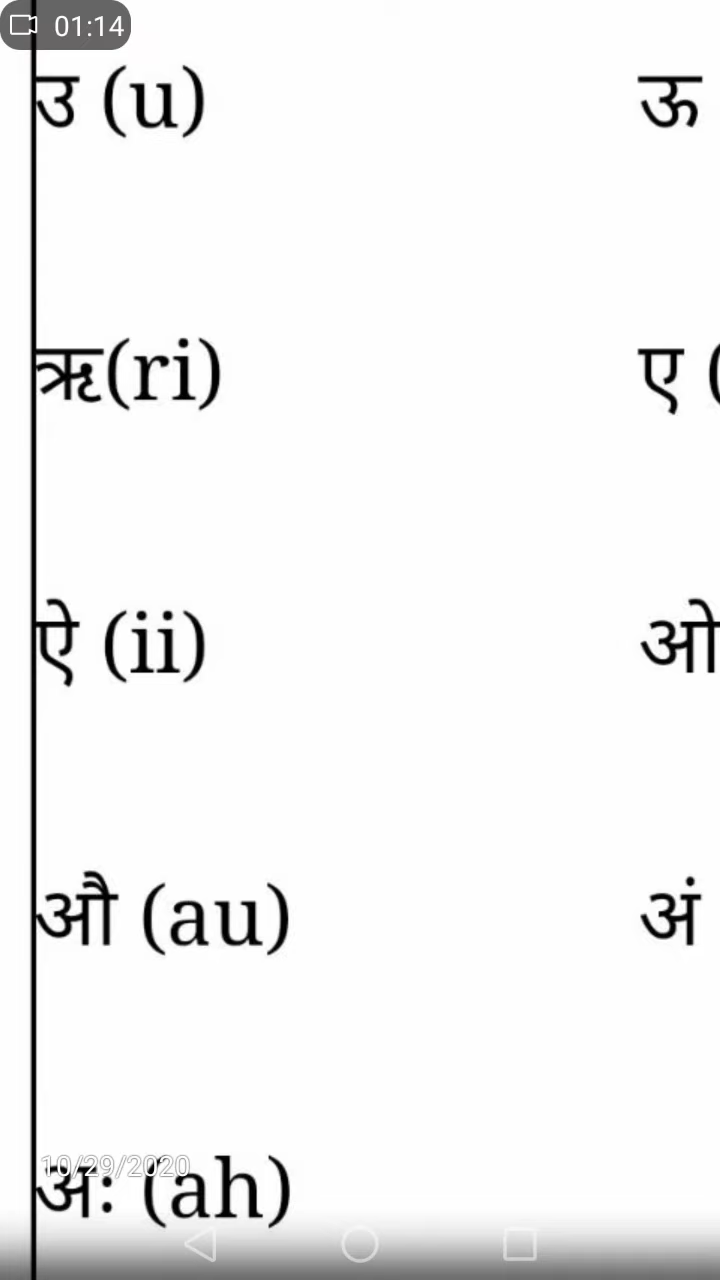 01:14
उ (u) ऊ
ऋ(ri) ए (
ऐ (ii) ओ
औ (au) अं
10/29/2020
अः (ah)